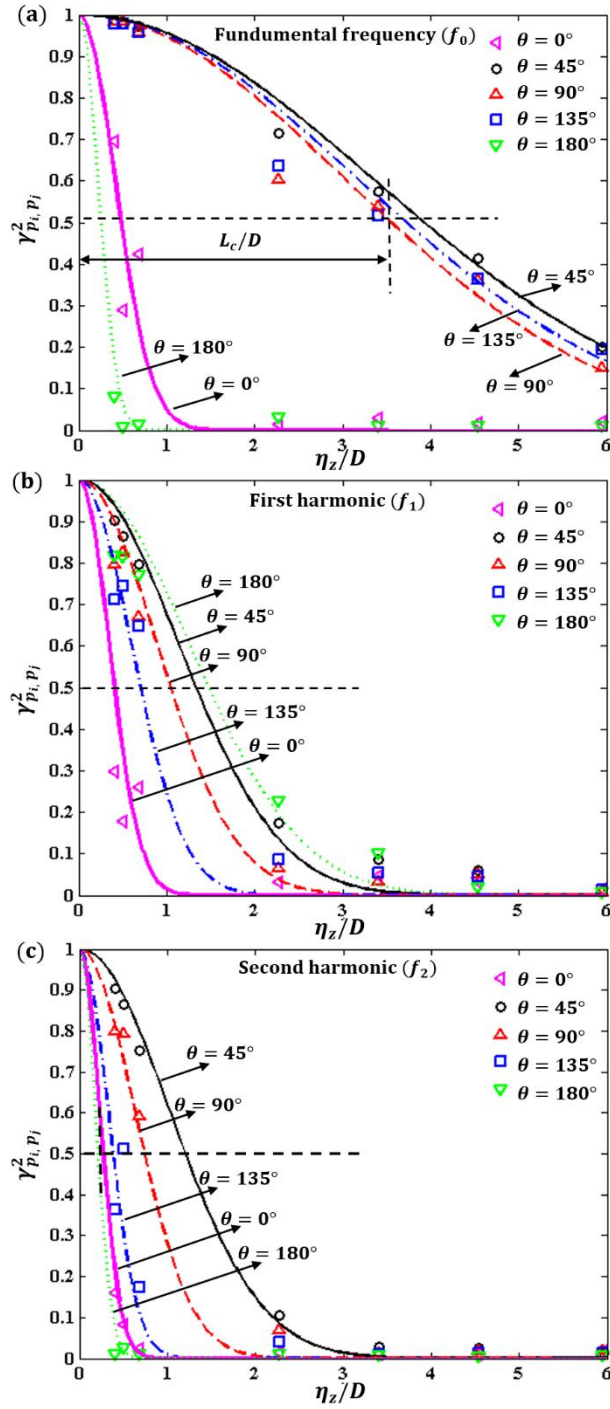 (a)
Fundumental frequency (f₀)
θ = 0°
θ = 45°
θ = 90°
θ = 135°
θ = 180°
1
0.9
0.8
0.7
0.6
0.5
0.4
0.3
0.2
0.1
0
γ²ₚᵢ, ₚⱼ
L_c/D
θ = 45°
θ = 135°
θ = 90°
θ = 180°
θ = 0°
0 1 2 3 4 5 6
η_z/D
(b)
First harmonic (f₁)
θ = 0°
θ = 45°
θ = 90°
θ = 135°
θ = 180°
1
0.9
0.8
0.7
0.6
0.5
0.4
0.3
0.2
0.1
0
γ²ₚᵢ, ₚⱼ
θ = 180°
θ = 45°
θ = 90°
θ = 135°
θ = 0°
0 1 2 3 4 5 6
η_z/D
(c)
Second harmonic (f₂)
θ = 0°
θ = 45°
θ = 90°
θ = 135°
θ = 180°
1
0.9
0.8
0.7
0.6
0.5
0.4
0.3
0.2
0.1
0
γ²ₚᵢ, ₚⱼ
θ = 45°
θ = 90°
θ = 135°
θ = 0°
θ = 180°
0 1 2 3 4 5 6
η_z/D